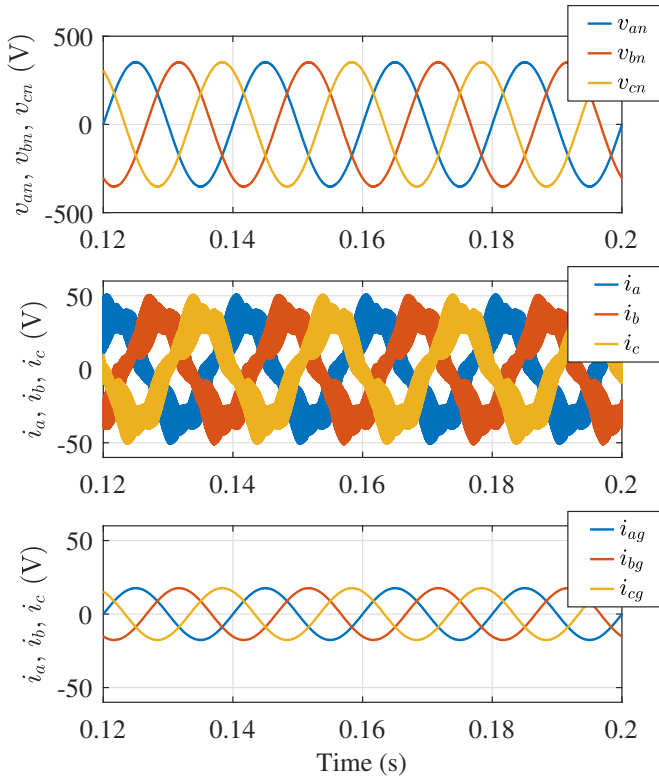 500
0
-500
v_an, v_bn, v_cn (V)
v_an
v_bn
v_cn
0.12 0.14 0.16 0.18 0.2
50
0
-50
i_a, i_b, i_c (V)
i_a
i_b
i_c
0.12 0.14 0.16 0.18 0.2
50
0
-50
i_a, i_b, i_c (V)
i_ag
i_bg
i_cg
0.12 0.14 0.16 0.18 0.2
Time (s)